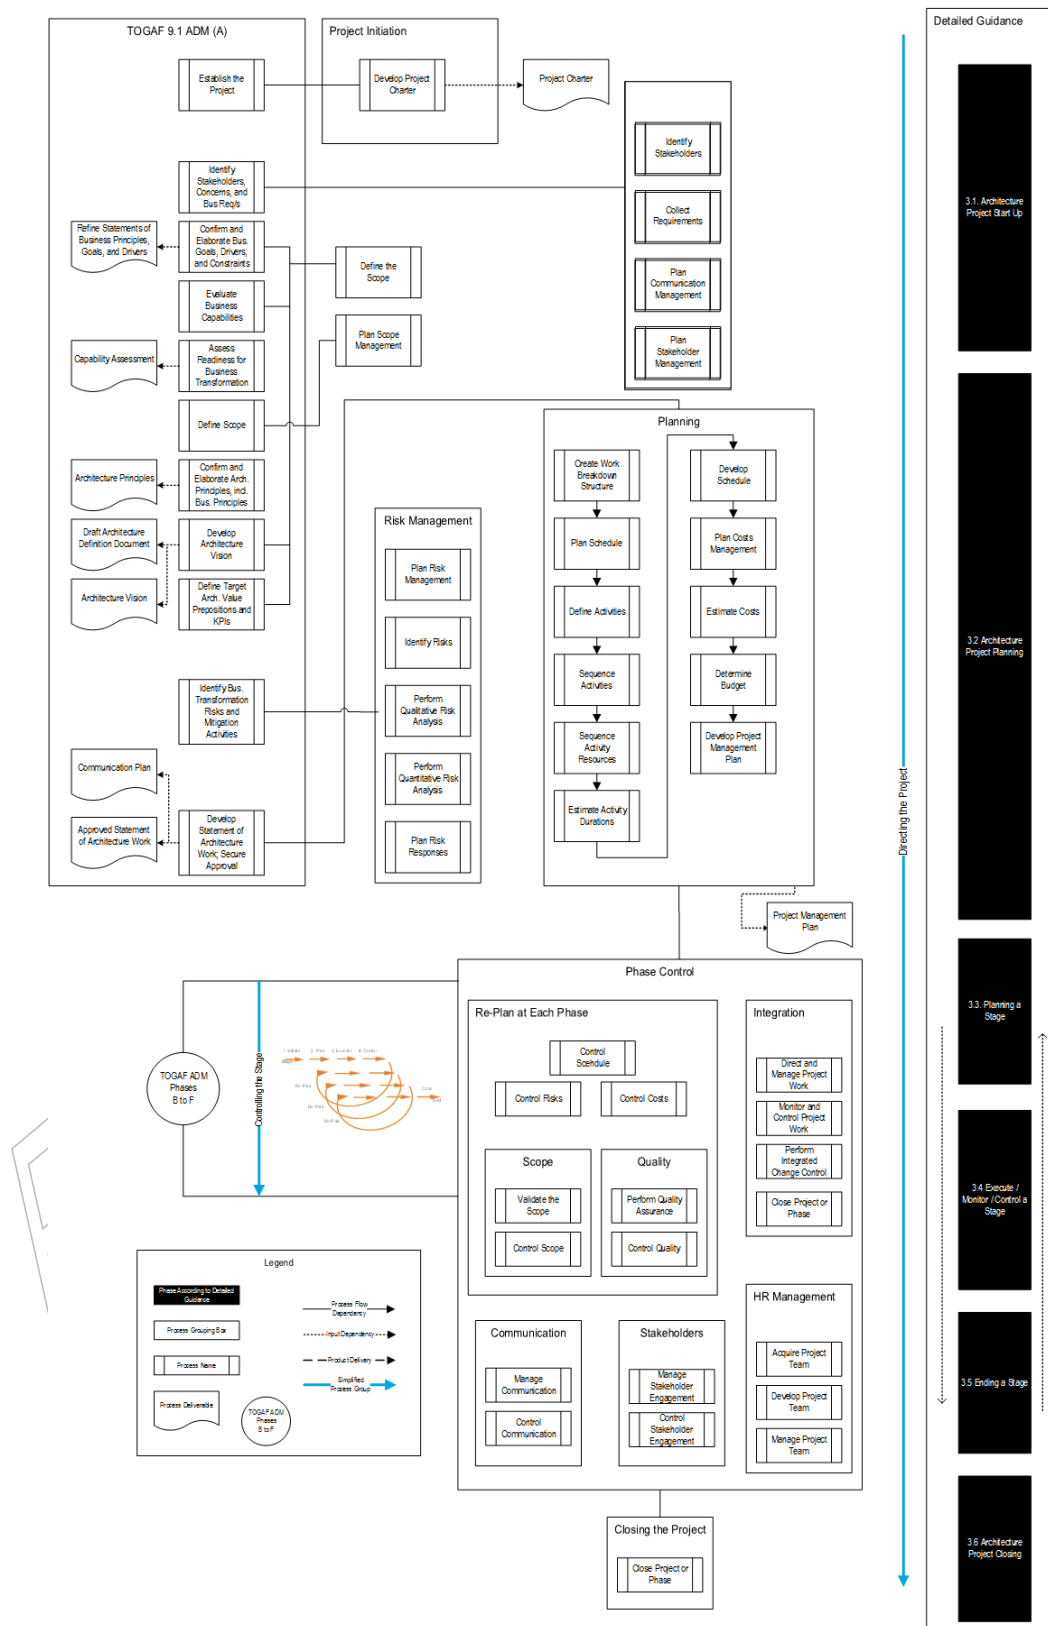 TOGAF 9.1 ADM (A)
Project Initiation
Detailed Guidance
Establish the
Project
Develop Project
Charter
Project Charter
Identify
Stakeholders,
Concerns, and
Bus Req/s
Identify
Stakeholders
Collect
Requirements
Plan
Communication
Management
Plan
Stakeholder
Management
Refine Statements of
Business Principles,
Goals, and Drivers
Confirm and
Elaborate Bus.
Goals, Drivers,
and Constraints
Define the
Scope
Evaluate
Business
Capabilities
Plan Scope
Management
Capability Assessment
Assess
Readiness for
Business
Transformation
Define Scope
Architecture Principles
Confirm and
Elaborate Arch.
Principles, incl.
Bus. Principles
Draft Architecture
Definition Document
Develop
Architecture
Vision
Architecture Vision
Define Target
Arch. Value
Prepositions and
KPIs
Identify Bus.
Transformation
Risks and
Mitigation
Activities
Communication Plan
Approved Statement
of Architecture Work
Develop
Statement of
Architecture
Work; Secure
Approval
Risk Management
Plan Risk
Management
Identify Risks
Perform
Qualitative Risk
Analysis
Perform
Quantitative Risk
Analysis
Plan Risk
Responses
Planning
Create Work
Breakdown
Structure
Plan Schedule
Define Activities
Sequence
Activities
Sequence
Activity
Resources
Estimate Activity
Durations
Develop
Schedule
Plan Costs
Management
Estimate Costs
Determine
Budget
Develop Project
Management
Plan
Project Management
Plan
Directing the Project
3.1. Architecture
Project Start Up
3.2 Architecture
Project Planning
3.3. Planning a
Stage
3.4 Execute /
Monitor / Control a
Stage
3.5 Ending a Stage
3.6 Architecture
Project Closing
TOGAF ADM
Phases
B to F
Controlling the Stage
1. Initiate
2. Plan
3. Execute
Re-Plan
Re-Plan
Re-Plan
Close
Phase Control
Re-Plan at Each Phase
Control
Scehdule
Control Risks
Control Costs
Scope
Validate the
Scope
Control Scope
Quality
Perform Quality
Assurance
Control Quality
Integration
Direct and
Manage Project
Work
Monitor and
Control Project
Work
Perform
Integrated
Change Control
Close Project or
Phase
Communication
Manage
Communication
Control
Communication
Stakeholders
Manage
Stakeholder
Engagement
Control
Stakeholder
Engagement
HR Management
Acquire Project
Team
Develop Project
Team
Manage Project
Team
Closing the Project
Close Project or
Phase
Legend
Phase According to Detailed
Guidance
Process Grouping Box
Process Name
Process Deliverable
TOGAF ADM
Phases
B to F
Process Flow
Dependency
Input Dependency
Product Delivery
Simplified
Process Group